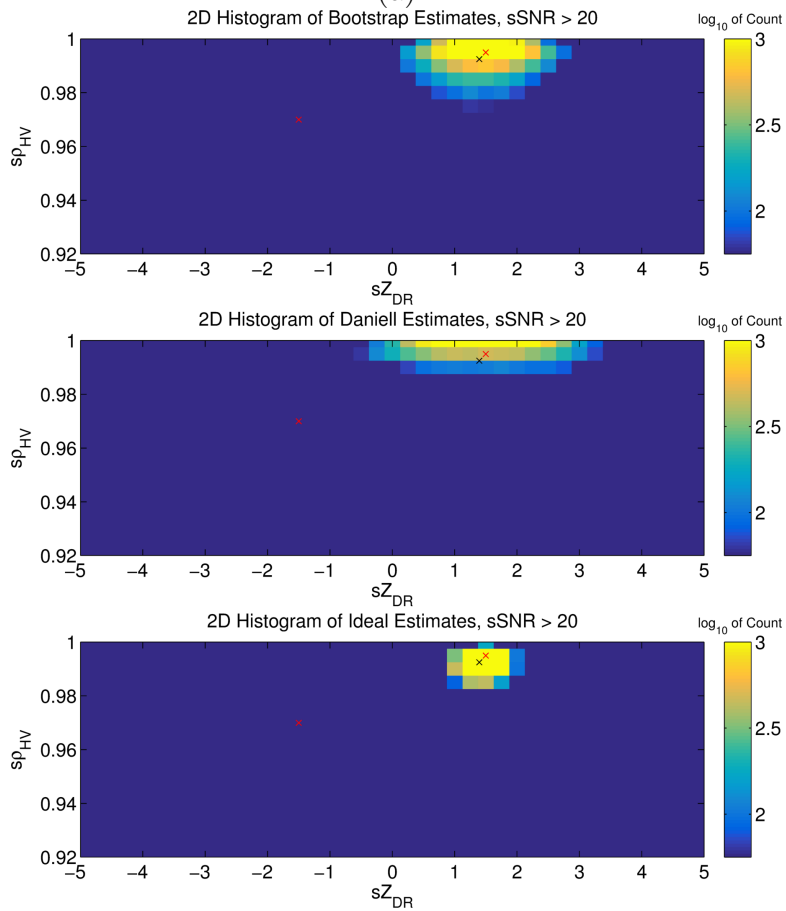 2D Histogram of Bootstrap Estimates, sSNR > 20
log10 of Count
1
0.98
0.96
0.94
0.92
sρHV
−5 −4 −3 −2 −1 0 1 2 3 4 5
sZDR
3
2.5
2
2D Histogram of Daniell Estimates, sSNR > 20
log10 of Count
1
0.98
0.96
0.94
0.92
sρHV
−5 −4 −3 −2 −1 0 1 2 3 4 5
sZDR
3
2.5
2
2D Histogram of Ideal Estimates, sSNR > 20
log10 of Count
1
0.98
0.96
0.94
0.92
sρHV
−5 −4 −3 −2 −1 0 1 2 3 4 5
sZDR
3
2.5
2